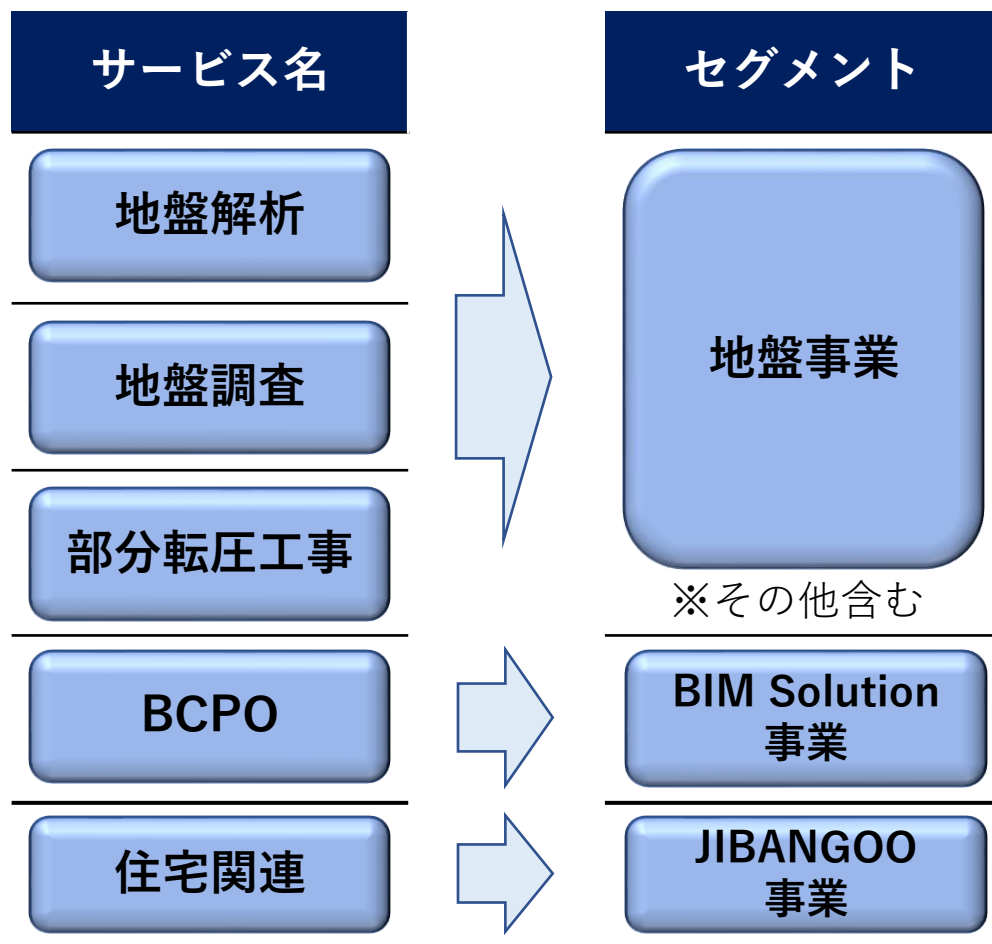 サービス名
セグメント
地盤解析
地盤調査
部分転圧工事
地盤事業
※その他含む
BCPO
BIM Solution
事業
住宅関連
JIBANGOO
事業